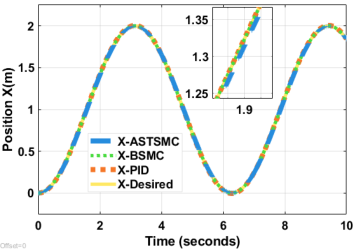 1.35
1.3
1.25
1.9
2
1.5
1
0.5
0
Position X(m)
X-ASTSMC
X-BSMC
X-PID
X-Desired
0 2 4 6 8 10
Time (seconds)
Offset=0